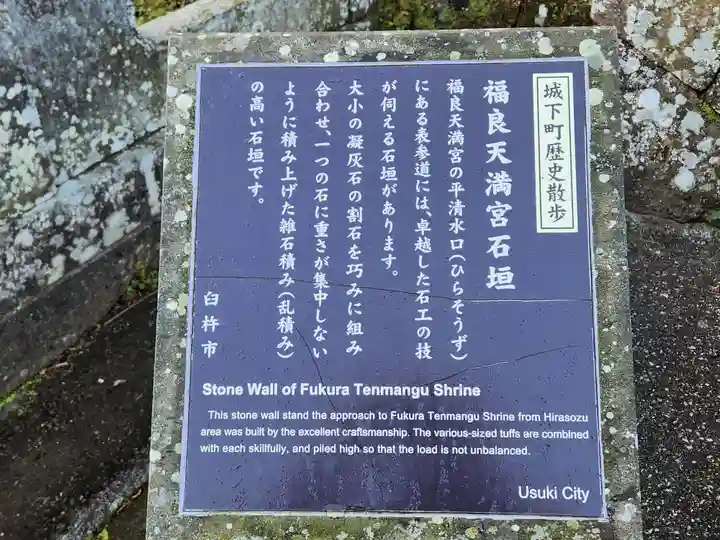 城下町歴史散歩
福良天満宮石垣
福良天満宮の平清水口(ひらそうず)
にある表参道には、卓越した石工の技
が伺える石垣があります。
大小の凝灰石の割石を巧みに組み
合わせ、一つの石に重さが集中しない
ように積み上げた雑石積み(乱積み)
の高い石垣です。
臼杵市
Stone Wall of Fukura Tenmangu Shrine
This stone wall stand the approach to Fukura Tenmangu Shrine from Hirasozu
area was built by the excellent craftsmanship. The various-sized tuffs are combined
with each skillfully, and piled high so that the load is not unbalanced.
Usuki City